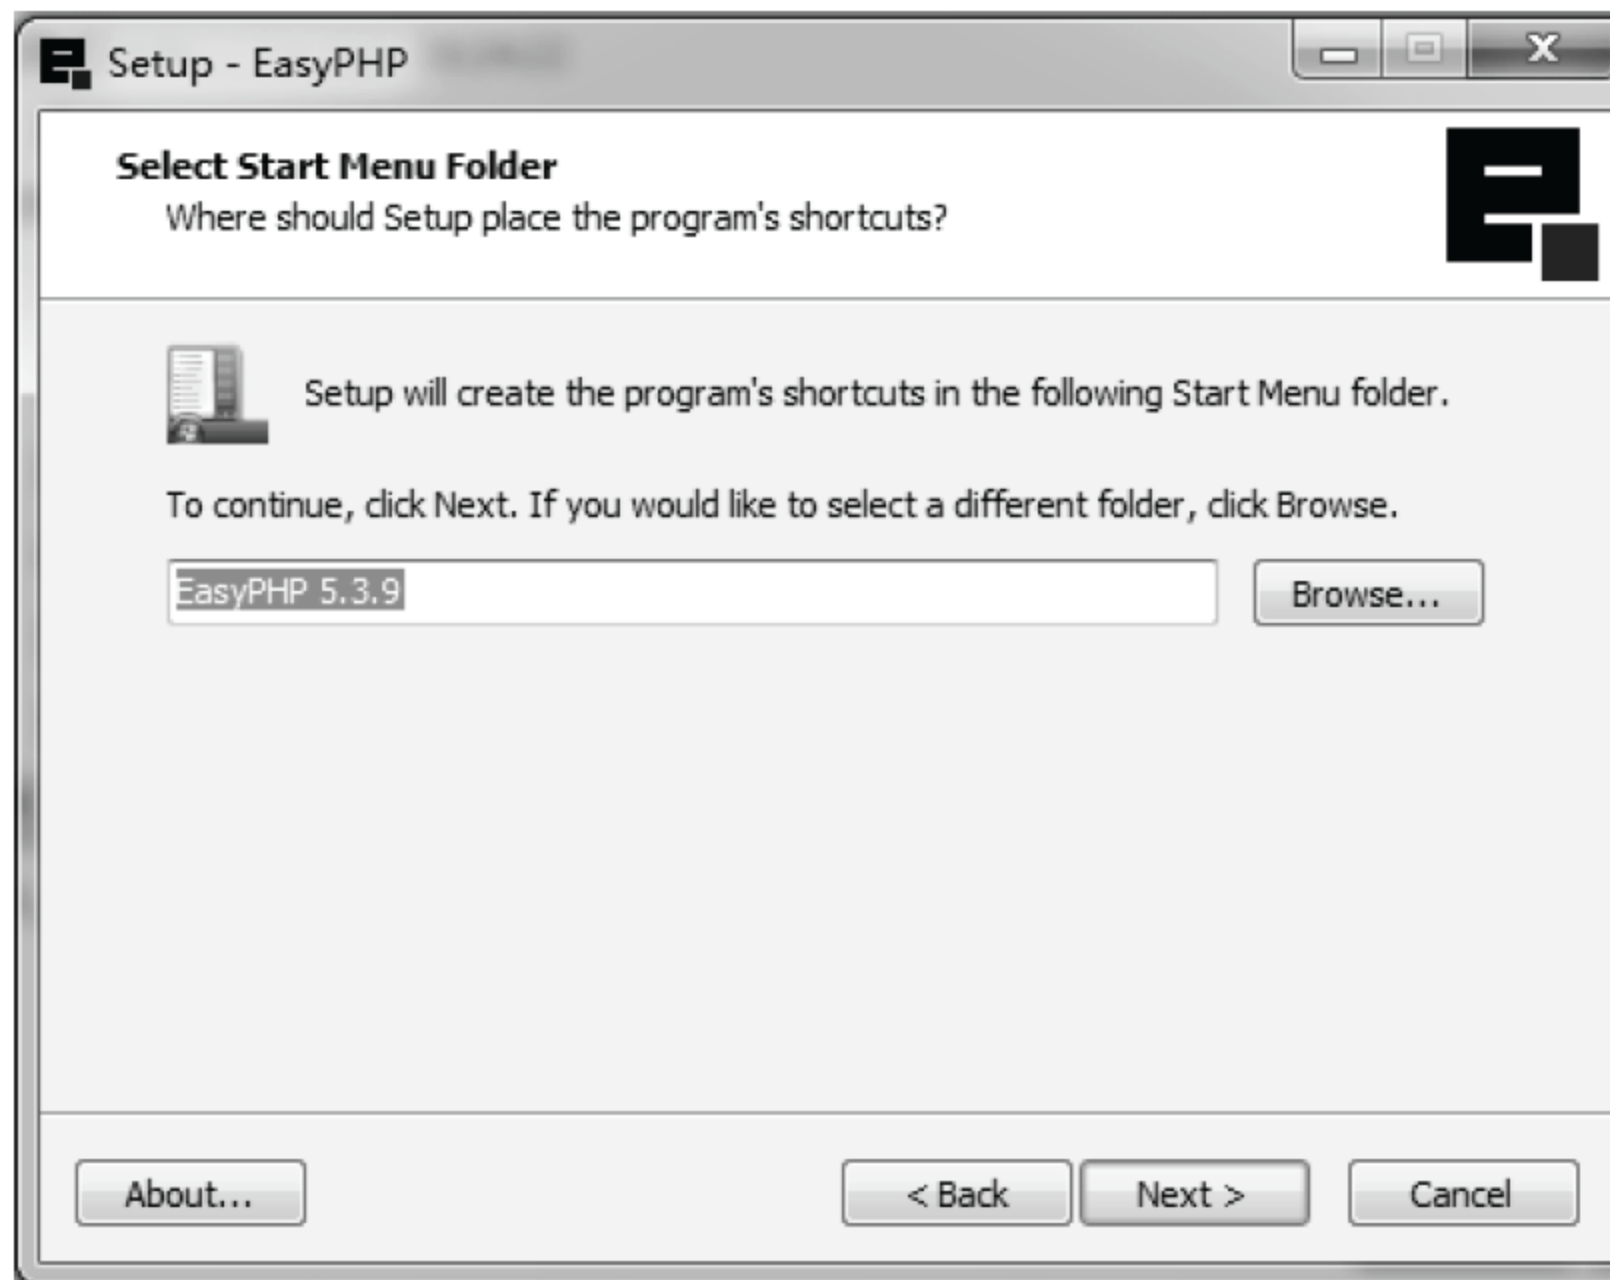 Setup - EasyPHP
Select Start Menu Folder
Where should Setup place the program's shortcuts?
Setup will create the program's shortcuts in the following Start Menu folder.
To continue, click Next. If you would like to select a different folder, click Browse.
EasyPHP 5.3.9
Browse...
About...
< Back
Next >
Cancel